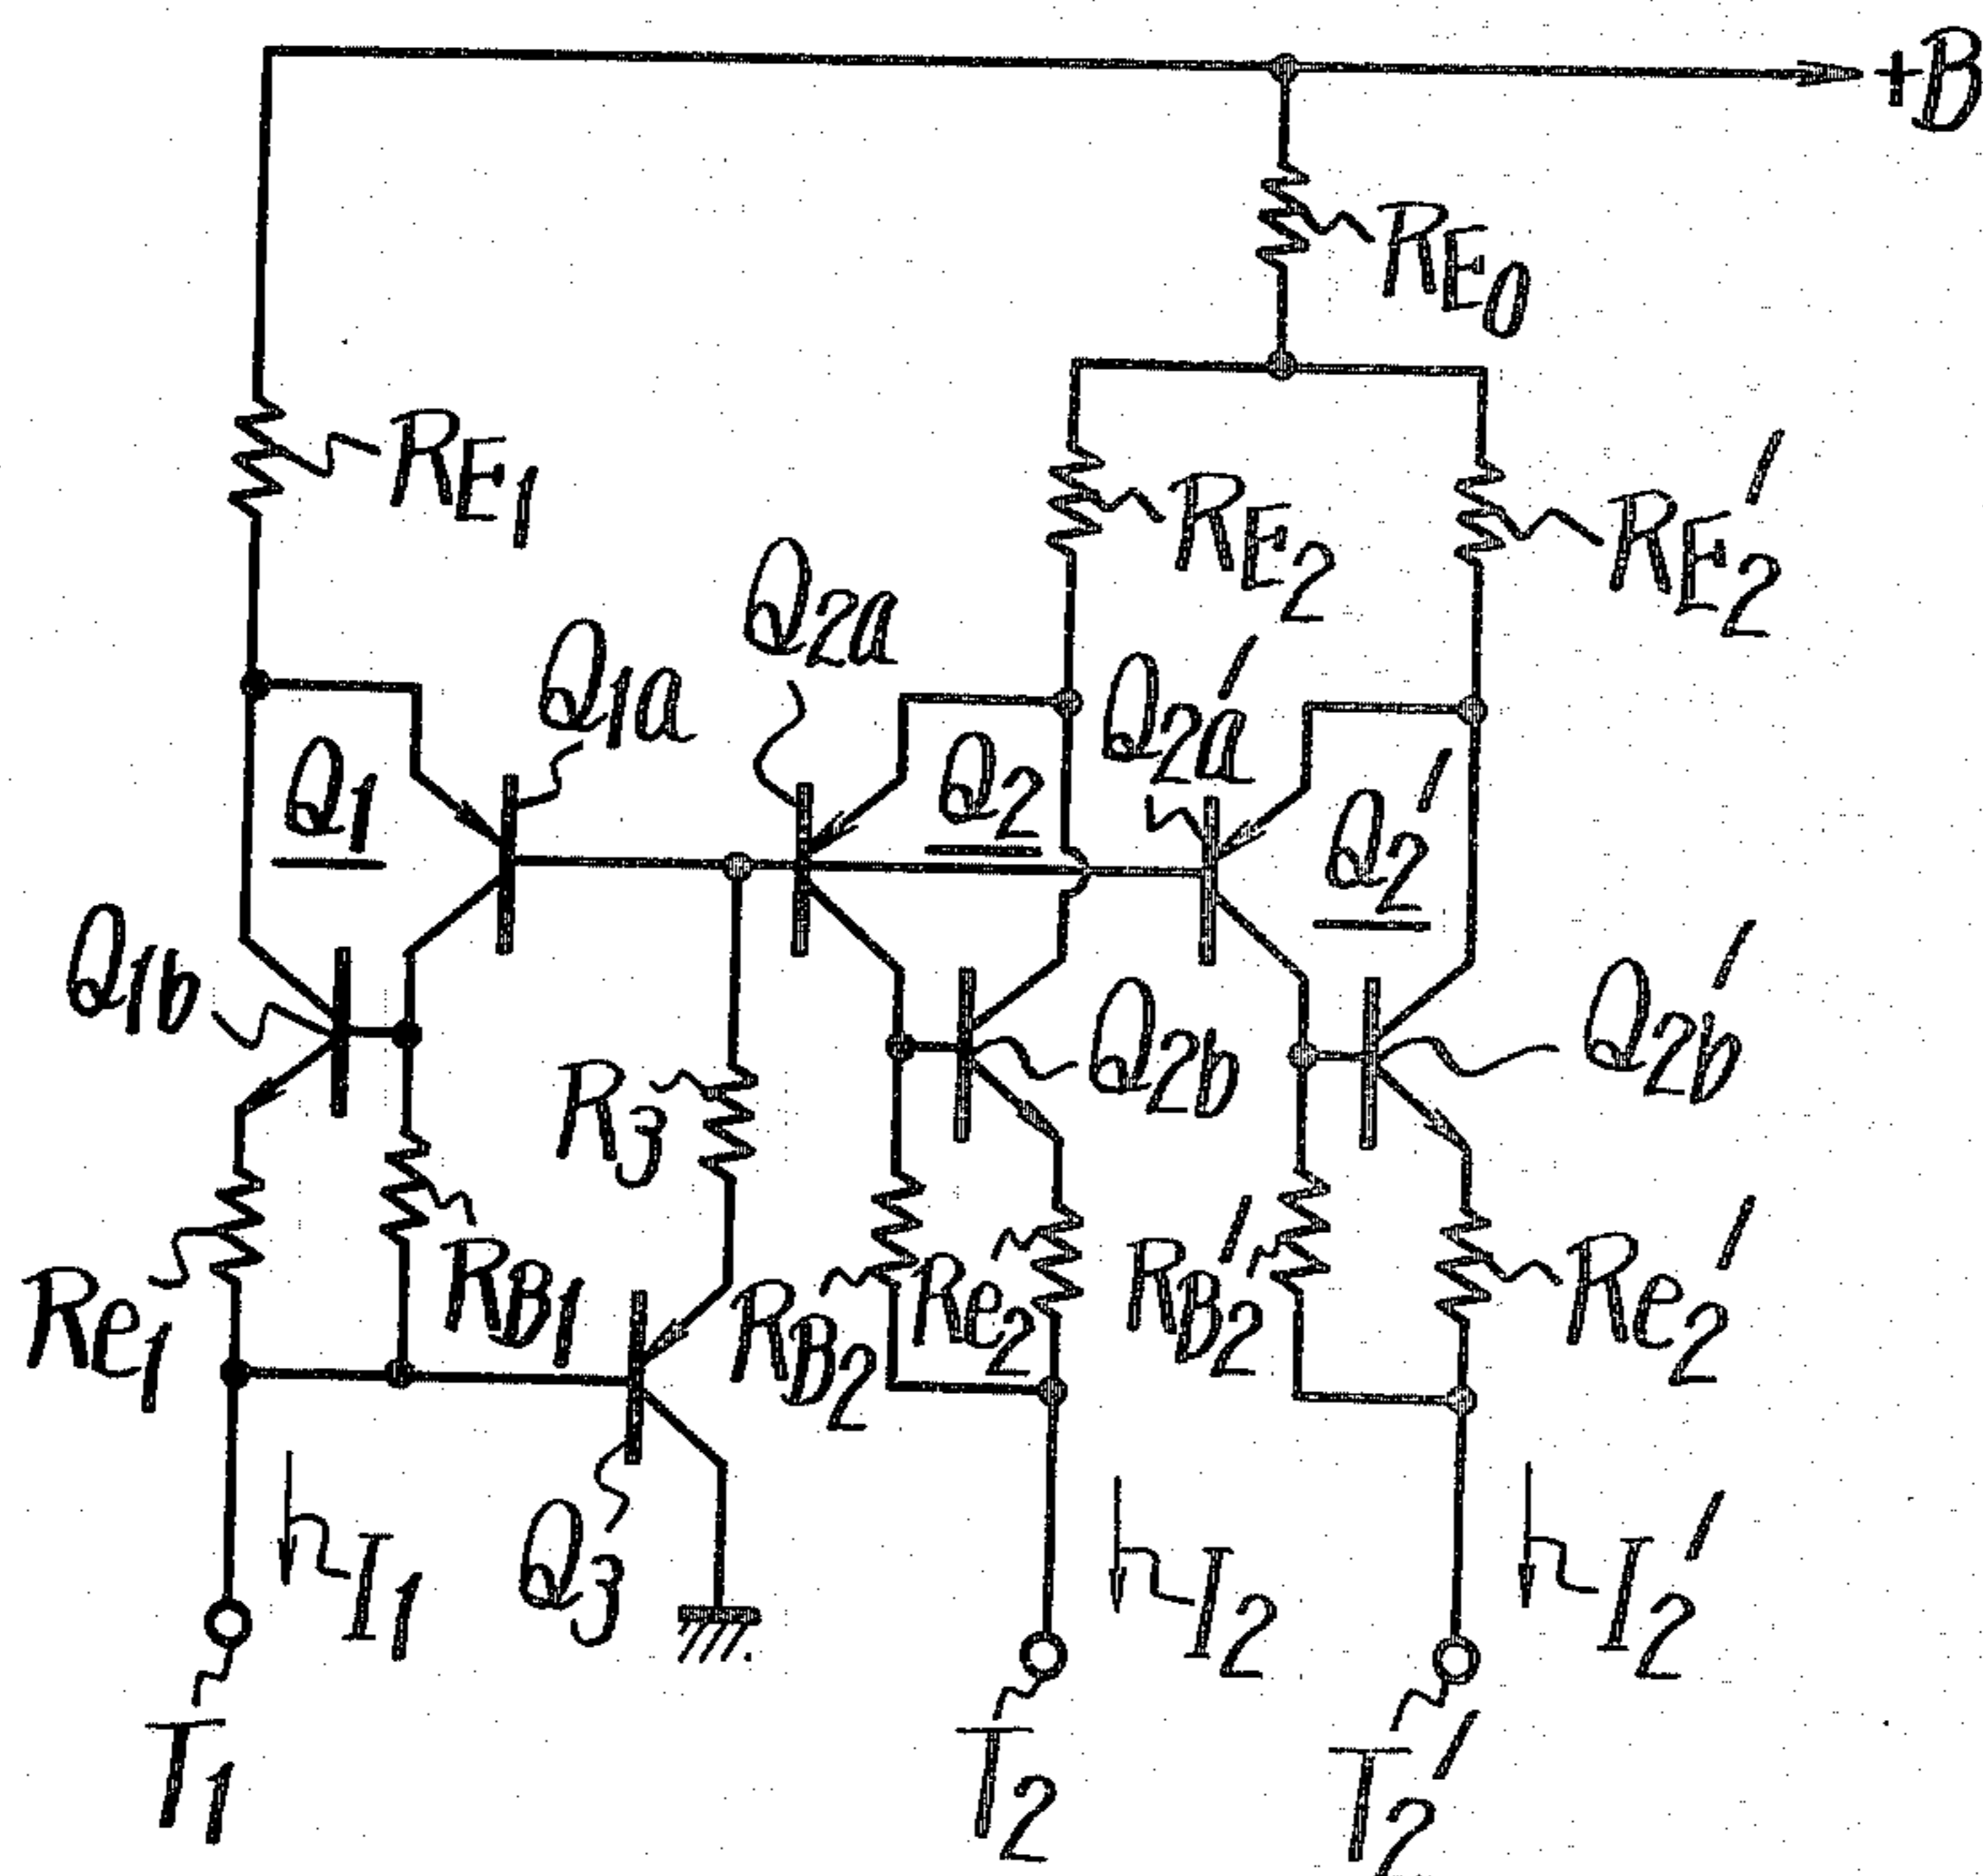 +B
RE0
RE1
RE2
RE2'
Q2a
Q1a
Q2a'
Q1
Q2
Q2'
Q1b
Q2b
Q2b'
R3
Re1
RB1
RB2
Re2
RB2'
Re2'
Q3
I1
I2
I2'
T1
T2
T2'